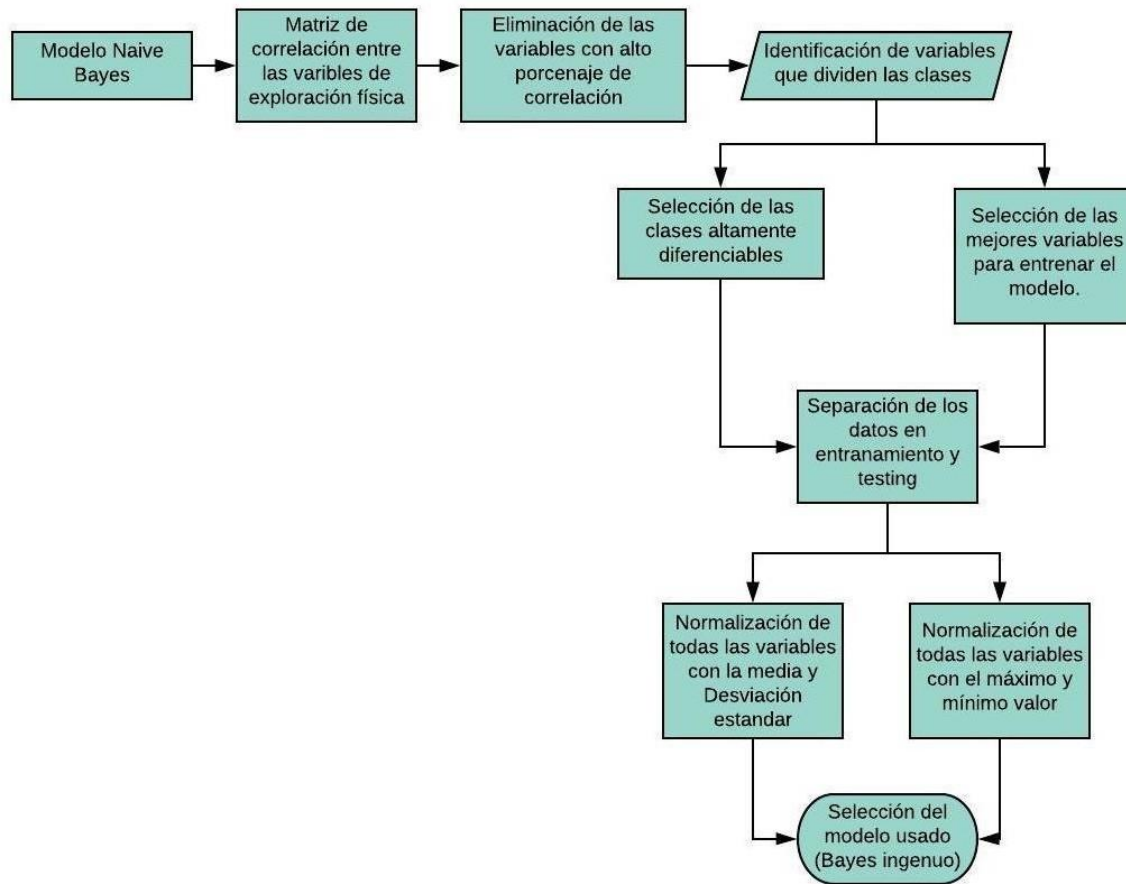 Modelo Naive
Bayes
Matriz de
correlación entre
las varibles de
exploración física
Eliminación de las
variables con alto
porcenaje de
correlación
Identificación de variables
que dividen las clases
Selección de las
clases altamente
diferenciables
Selección de las
mejores variables
para entrenar el
modelo.
Separación de los
datos en
entranamiento y
testing
Normalización de
todas las variables
con la media y
Desviación
estandar
Normalización de
todas las variables
con el máximo y
mínimo valor
Selección del
modelo usado
(Bayes ingenuo)